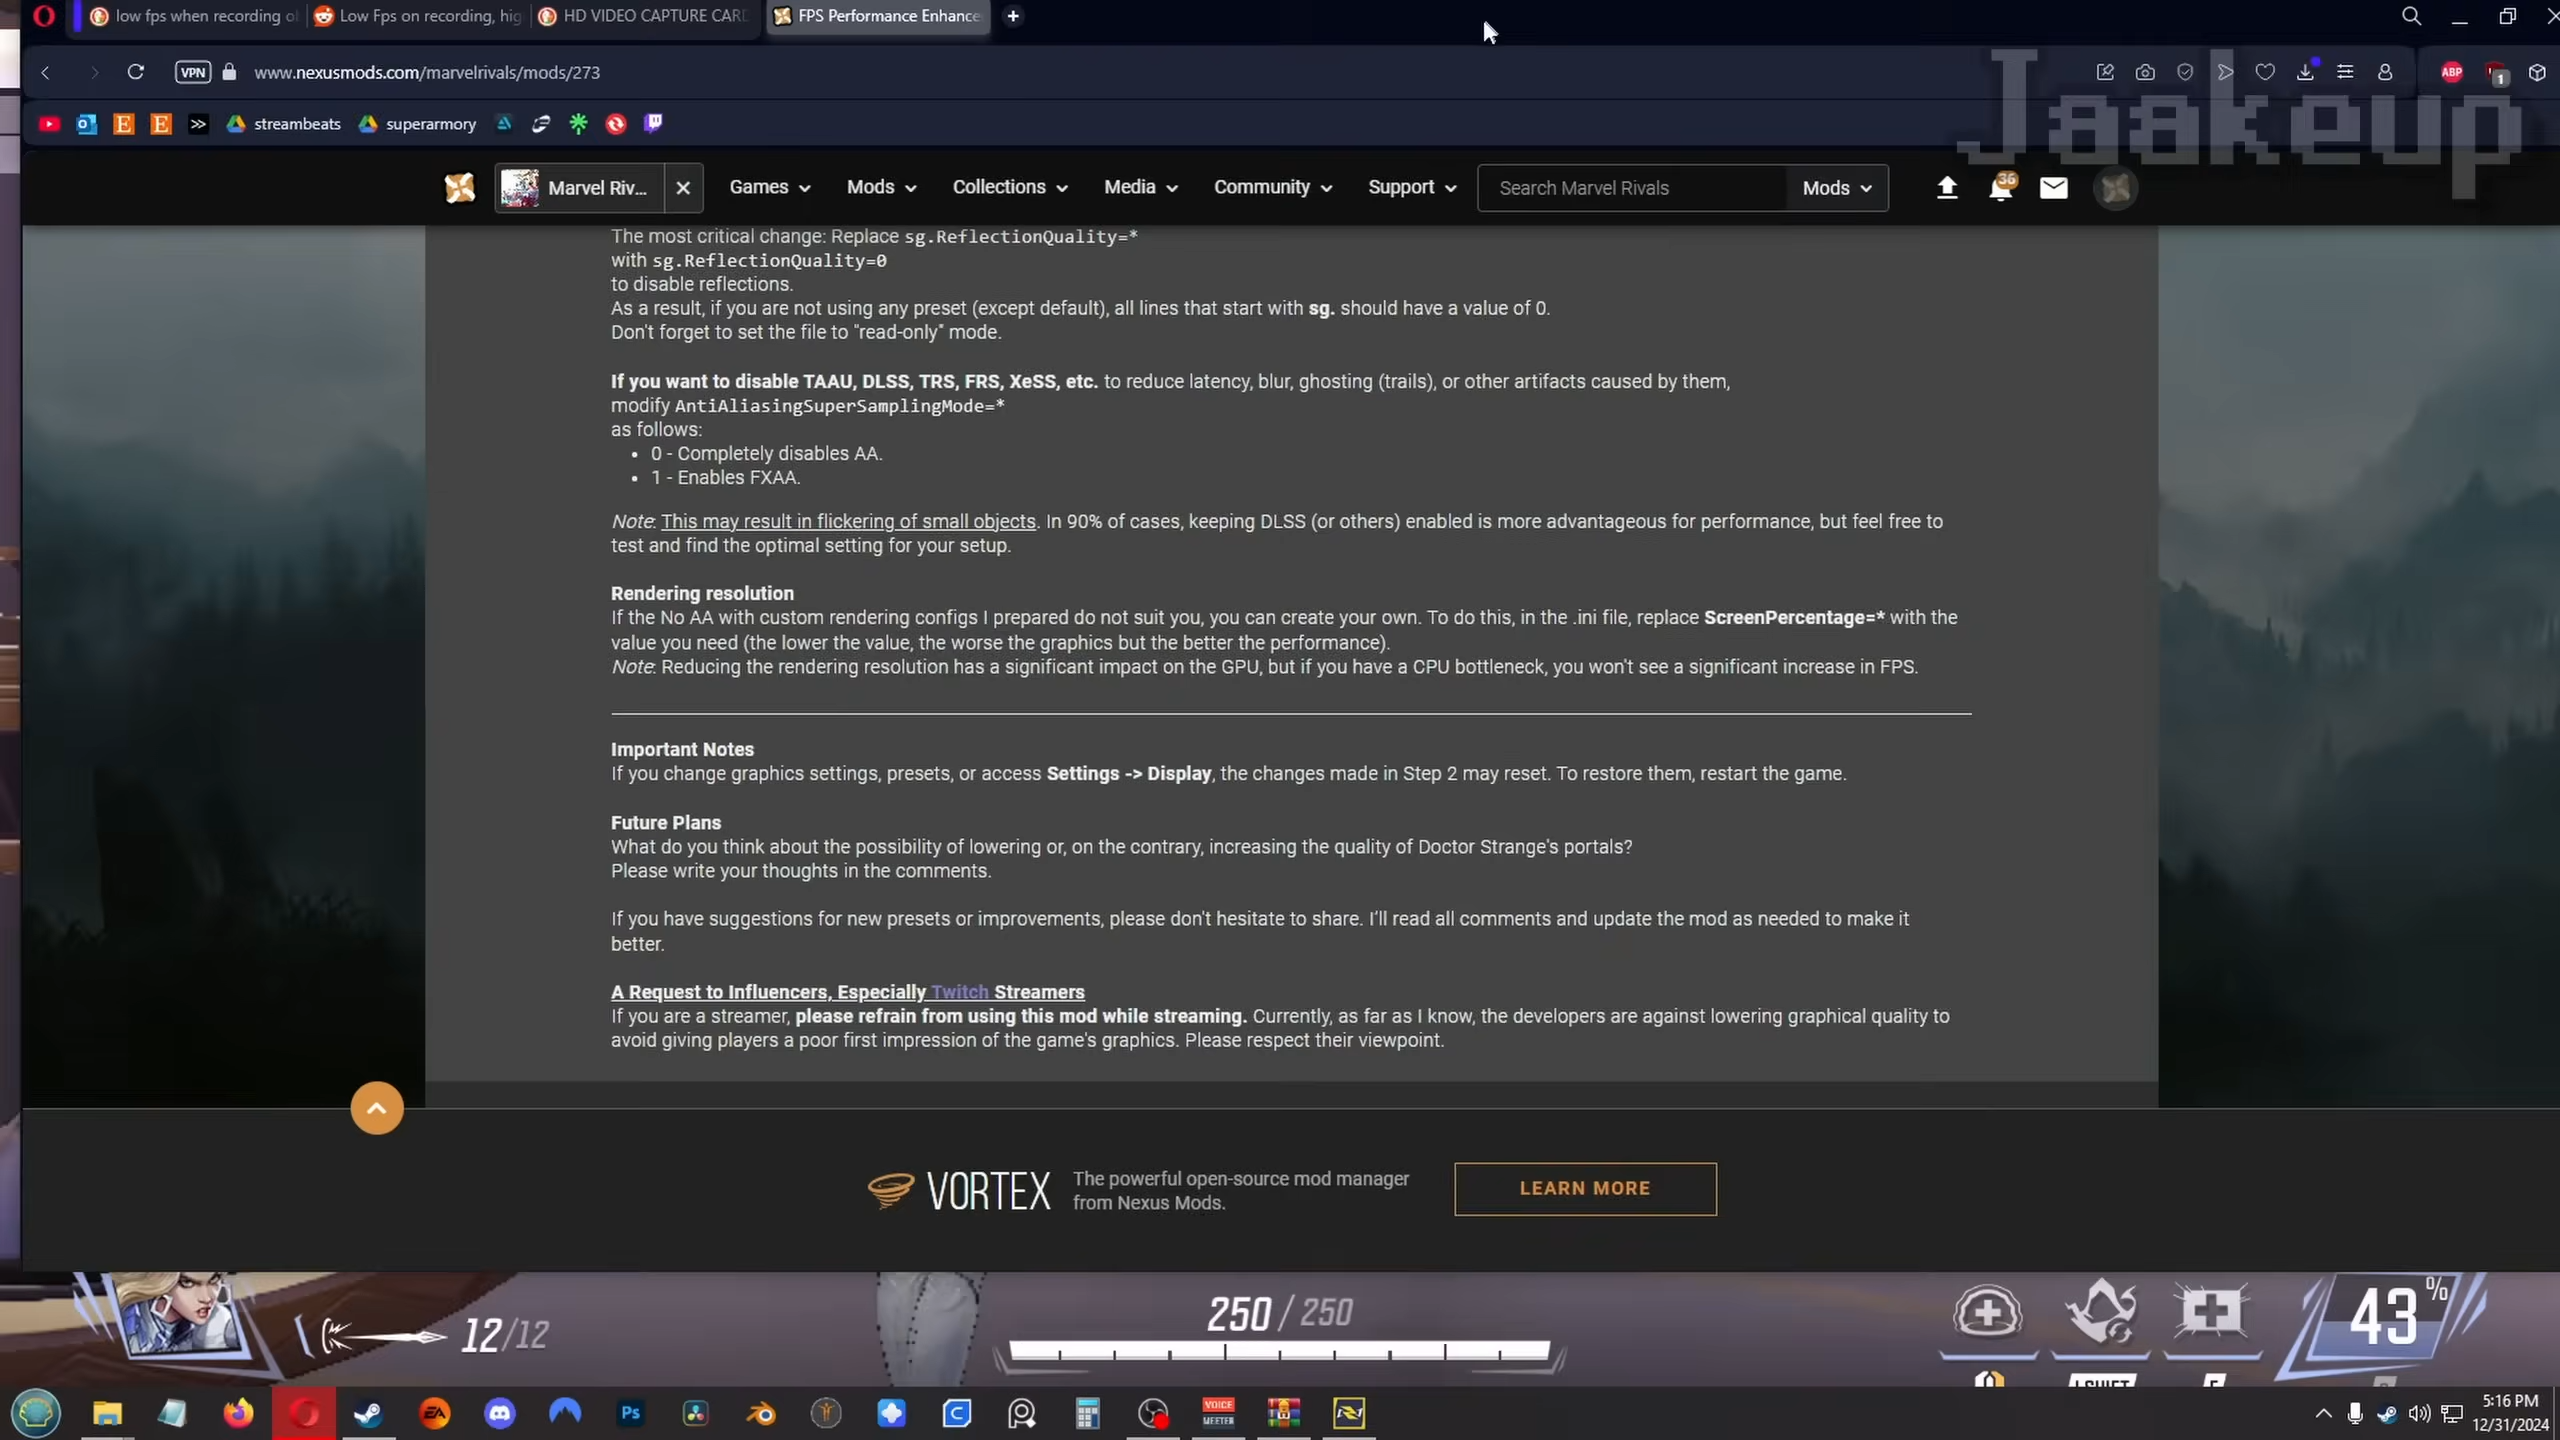 low fps when recording o
Low Fps on recording, hig
HD VIDEO CAPTURE CARD
FPS Performance Enhance
VPN
www.nexusmods.com/marvelrivals/mods/273
ABP
1
streambeats
superarmory
Jaakeup
Marvel Riv...
Games
Mods
Collections
Media
Community
Support
Search Marvel Rivals
Mods
36
The most critical change: Replace sg.ReflectionQuality=*
with sg.ReflectionQuality=0
to disable reflections.
As a result, if you are not using any preset (except default), all lines that start with sg. should have a value of 0.
Don't forget to set the file to "read-only" mode.
If you want to disable TAAU, DLSS, TRS, FRS, XeSS, etc. to reduce latency, blur, ghosting (trails), or other artifacts caused by them,
modify AntiAliasingSuperSamplingMode=*
as follows:
• 0 - Completely disables AA.
• 1 - Enables FXAA.
Note: This may result in flickering of small objects. In 90% of cases, keeping DLSS (or others) enabled is more advantageous for performance, but feel free to
test and find the optimal setting for your setup.
Rendering resolution
If the No AA with custom rendering configs I prepared do not suit you, you can create your own. To do this, in the .ini file, replace ScreenPercentage=* with the
value you need (the lower the value, the worse the graphics but the better the performance).
Note: Reducing the rendering resolution has a significant impact on the GPU, but if you have a CPU bottleneck, you won't see a significant increase in FPS.
Important Notes
If you change graphics settings, presets, or access Settings -> Display, the changes made in Step 2 may reset. To restore them, restart the game.
Future Plans
What do you think about the possibility of lowering or, on the contrary, increasing the quality of Doctor Strange's portals?
Please write your thoughts in the comments.
If you have suggestions for new presets or improvements, please don't hesitate to share. I'll read all comments and update the mod as needed to make it
better.
A Request to Influencers, Especially Twitch Streamers
If you are a streamer, please refrain from using this mod while streaming. Currently, as far as I know, the developers are against lowering graphical quality to
avoid giving players a poor first impression of the game's graphics. Please respect their viewpoint.
VORTEX
The powerful open-source mod manager
from Nexus Mods.
LEARN MORE
12/12
250/250
43%
EA
Ps
VOICE
MEETER
5:16 PM
12/31/2024